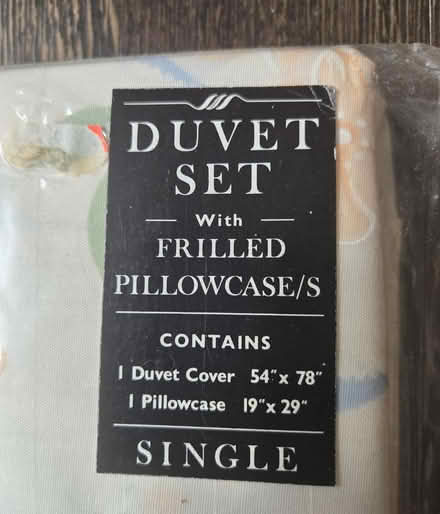 DUVET
SET
With
FRILLED
PILLOWCASE/S
CONTAINS
1 Duvet Cover 54" x 78"
1 Pillowcase 19" x 29"
SINGLE